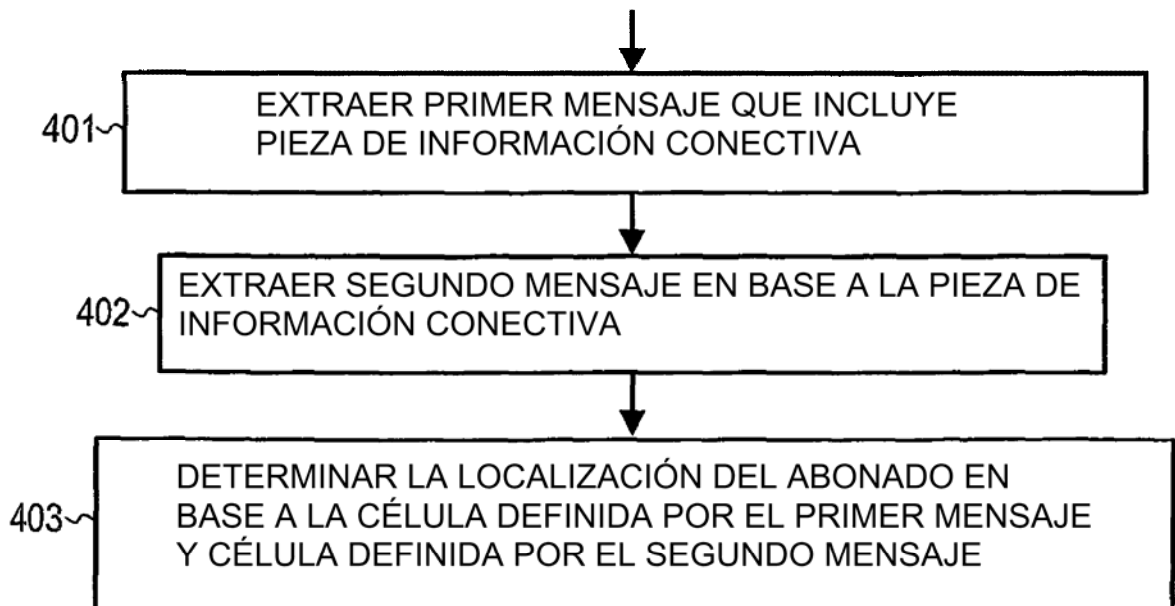 401
EXTRAER PRIMER MENSAJE QUE INCLUYE
PIEZA DE INFORMACIÓN CONECTIVA
402
EXTRAER SEGUNDO MENSAJE EN BASE A LA PIEZA DE
INFORMACIÓN CONECTIVA
403
DETERMINAR LA LOCALIZACIÓN DEL ABONADO EN
BASE A LA CÉLULA DEFINIDA POR EL PRIMER MENSAJE
Y CÉLULA DEFINIDA POR EL SEGUNDO MENSAJE